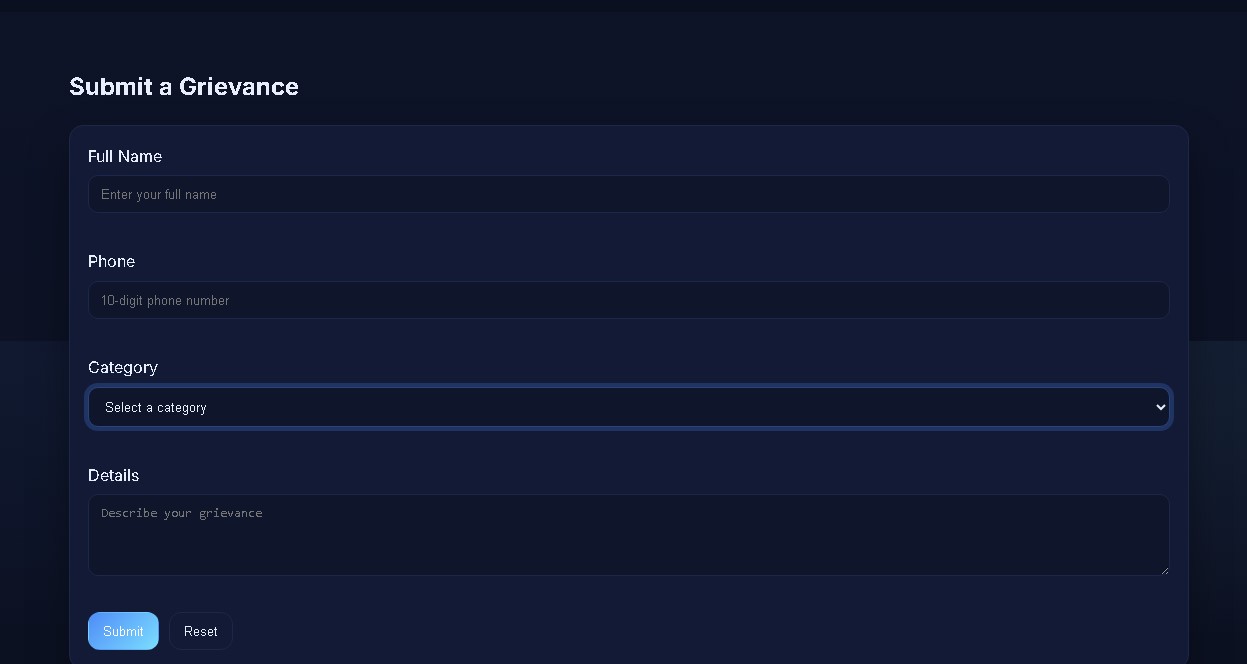 Submit a Grievance
Full Name
Enter your full name
Phone
10-digit phone number
Category
Select a category
Details
Describe your grievance
Submit Reset